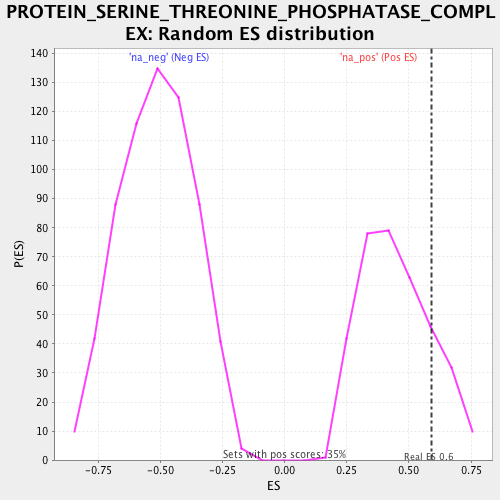 PROTEIN_SERINE_THREONINE_PHOSPHATASE_COMPL
EX: Random ES distribution
'na_neg' (Neg ES)
'na_pos' (Pos ES)
140
130
120
110
100
90
80
70
60
50
40
30
20
10
0
P(ES)
Sets with pos scores: 35%
Real ES 0.6
-0.75
-0.50
-0.25
0.00
0.25
0.50
0.75
ES